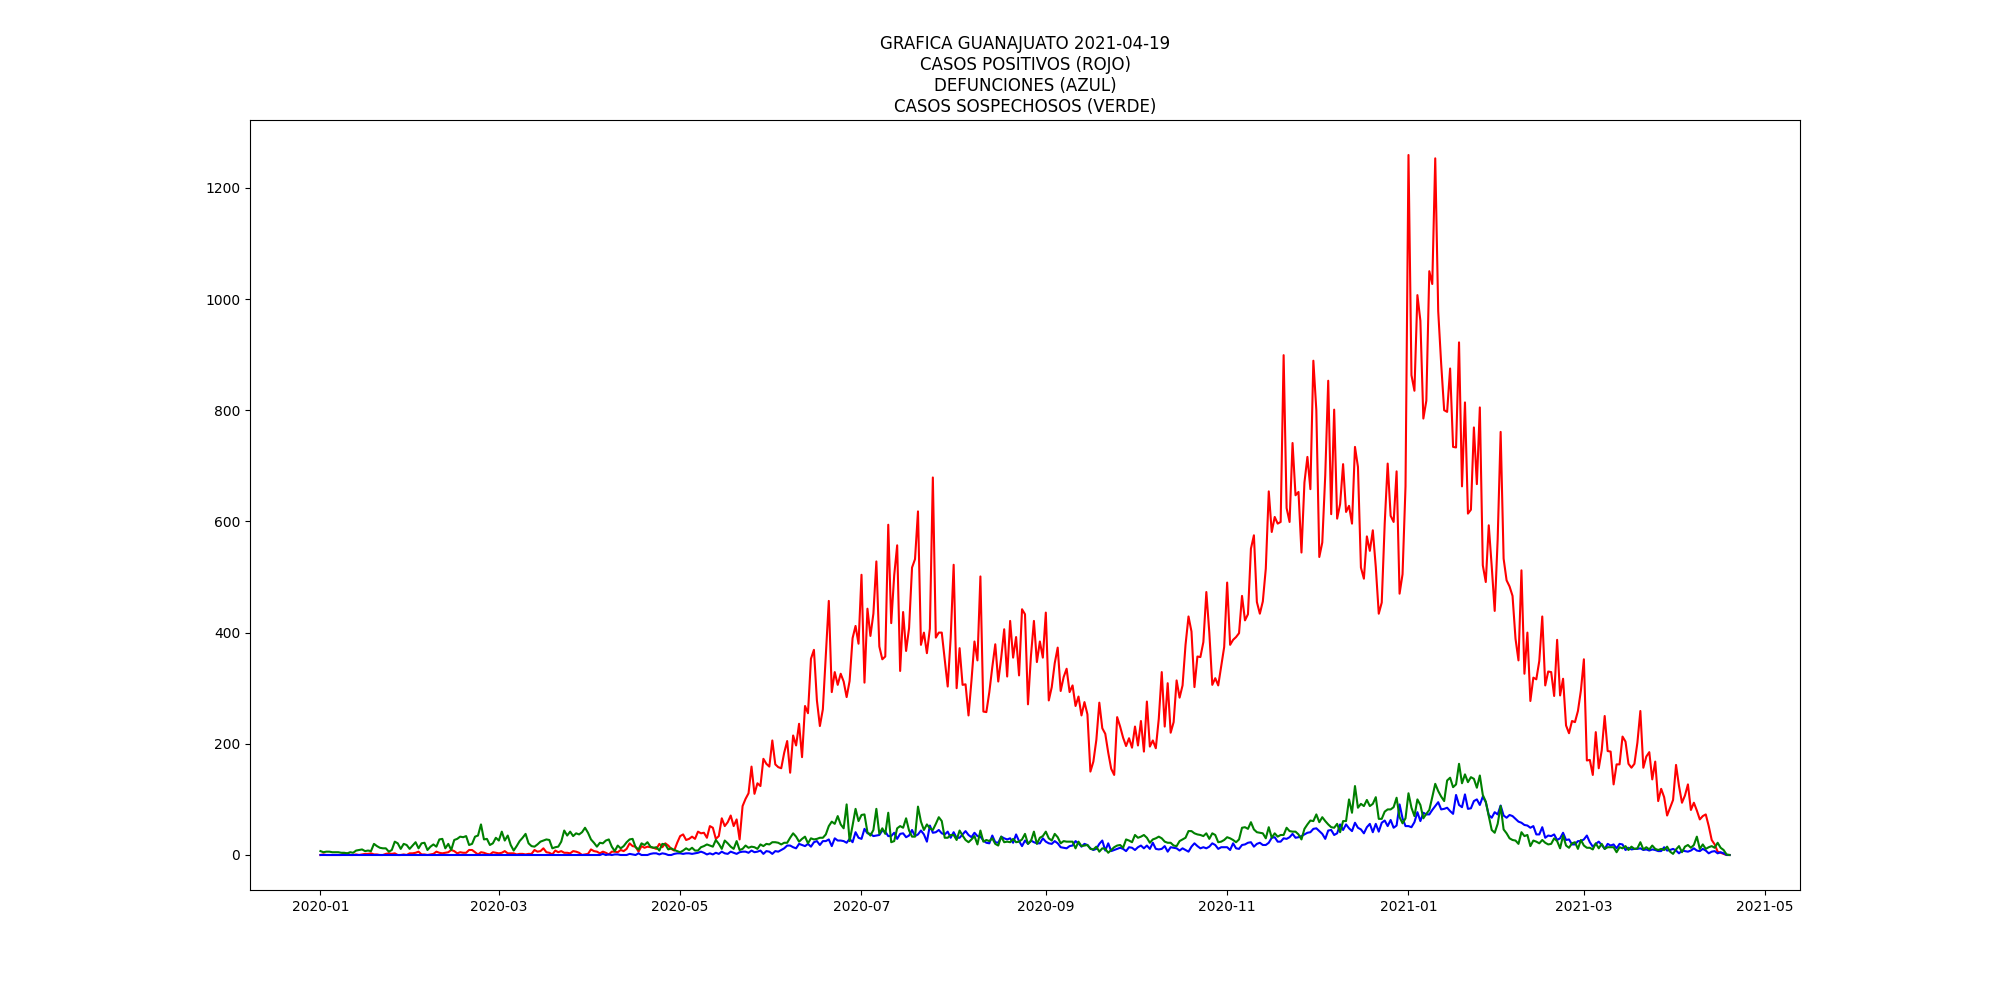 GRAFICA GUANAJUATO 2021-04-19
CASOS POSITIVOS (ROJO)
DEFUNCIONES (AZUL)
CASOS SOSPECHOSOS (VERDE)
1200
1000
800
600
400
200
0
2020-01 2020-03 2020-05 2020-07 2020-09 2020-11 2021-01 2021-03 2021-05